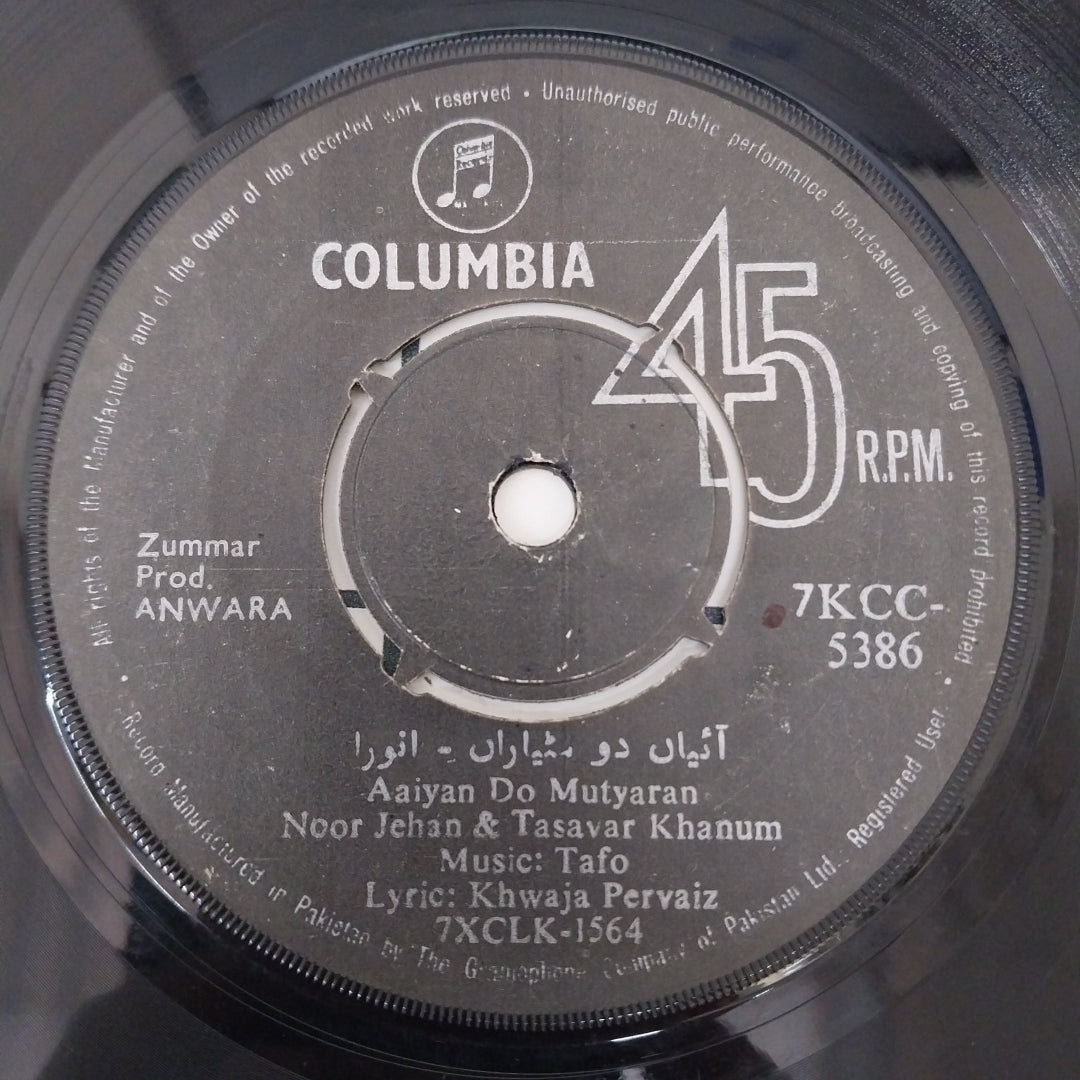 All rights of the Manufacturer and of the Owner of the recorded work reserved • Unauthorised public performance broadcasting and copying of this record prohibited
COLUMBIA
45 R.P.M.
Zummar
Prod.
ANWARA
7KCC-
5386
آئیاں دو مٹیاراں - انورا
Aaiyan Do Mutyaran
Noor Jehan & Tasavar Khanum
Music: Tafo
Lyric: Khwaja Pervaiz
7XCLK-1564
• Record Manufactured in Pakistan by The Gramophone Company of Pakistan Ltd.. Registered User •